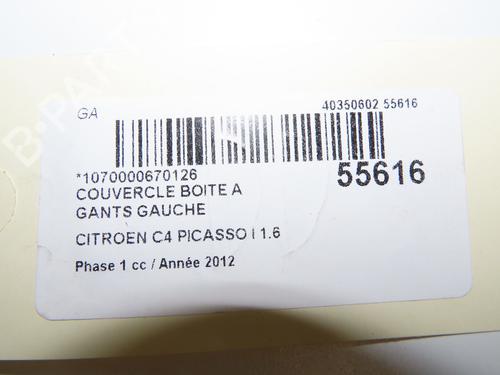 GA
40350602 55616
*1070000670126
55616
COUVERCLE BOITE A
GANTS GAUCHE
CITROEN C4 PICASSO I 1.6
Phase 1 cc / Année 2012
B-PARTS